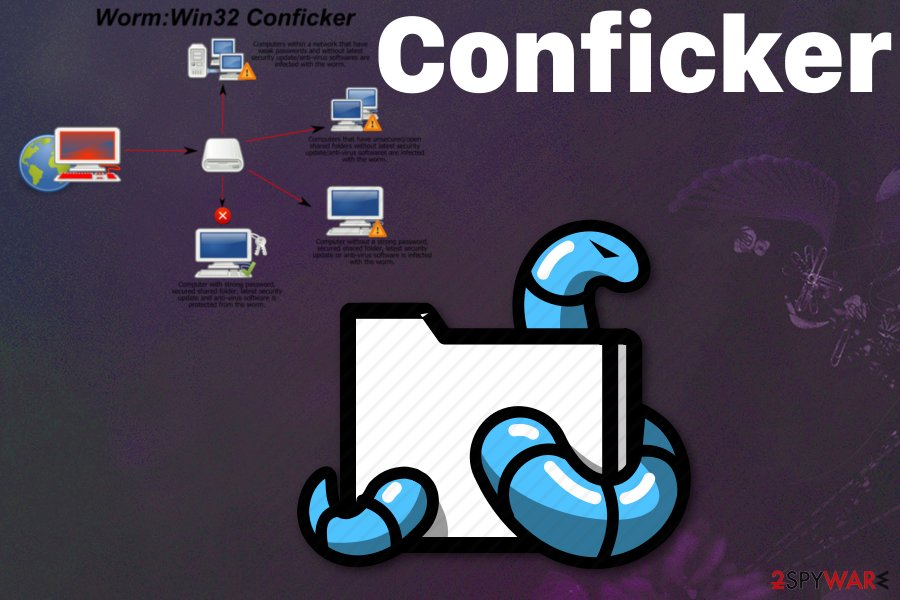 Worm:Win32 Conficker
Conficker
Computers within a network that have
weak passwords and without latest
security update/anti-virus softwares are
infected with the worm.
Computers that have unsecured/open
shared folders without latest security
update/anti-virus softwares are infected
with the worm.
Computer without a strong password,
secured shared folder, latest security
update or anti-virus software is infected
with the worm.
Computer with strong password,
secured shared folder, latest security
update and anti-virus software is
protected from the worm.
2SPYWARE